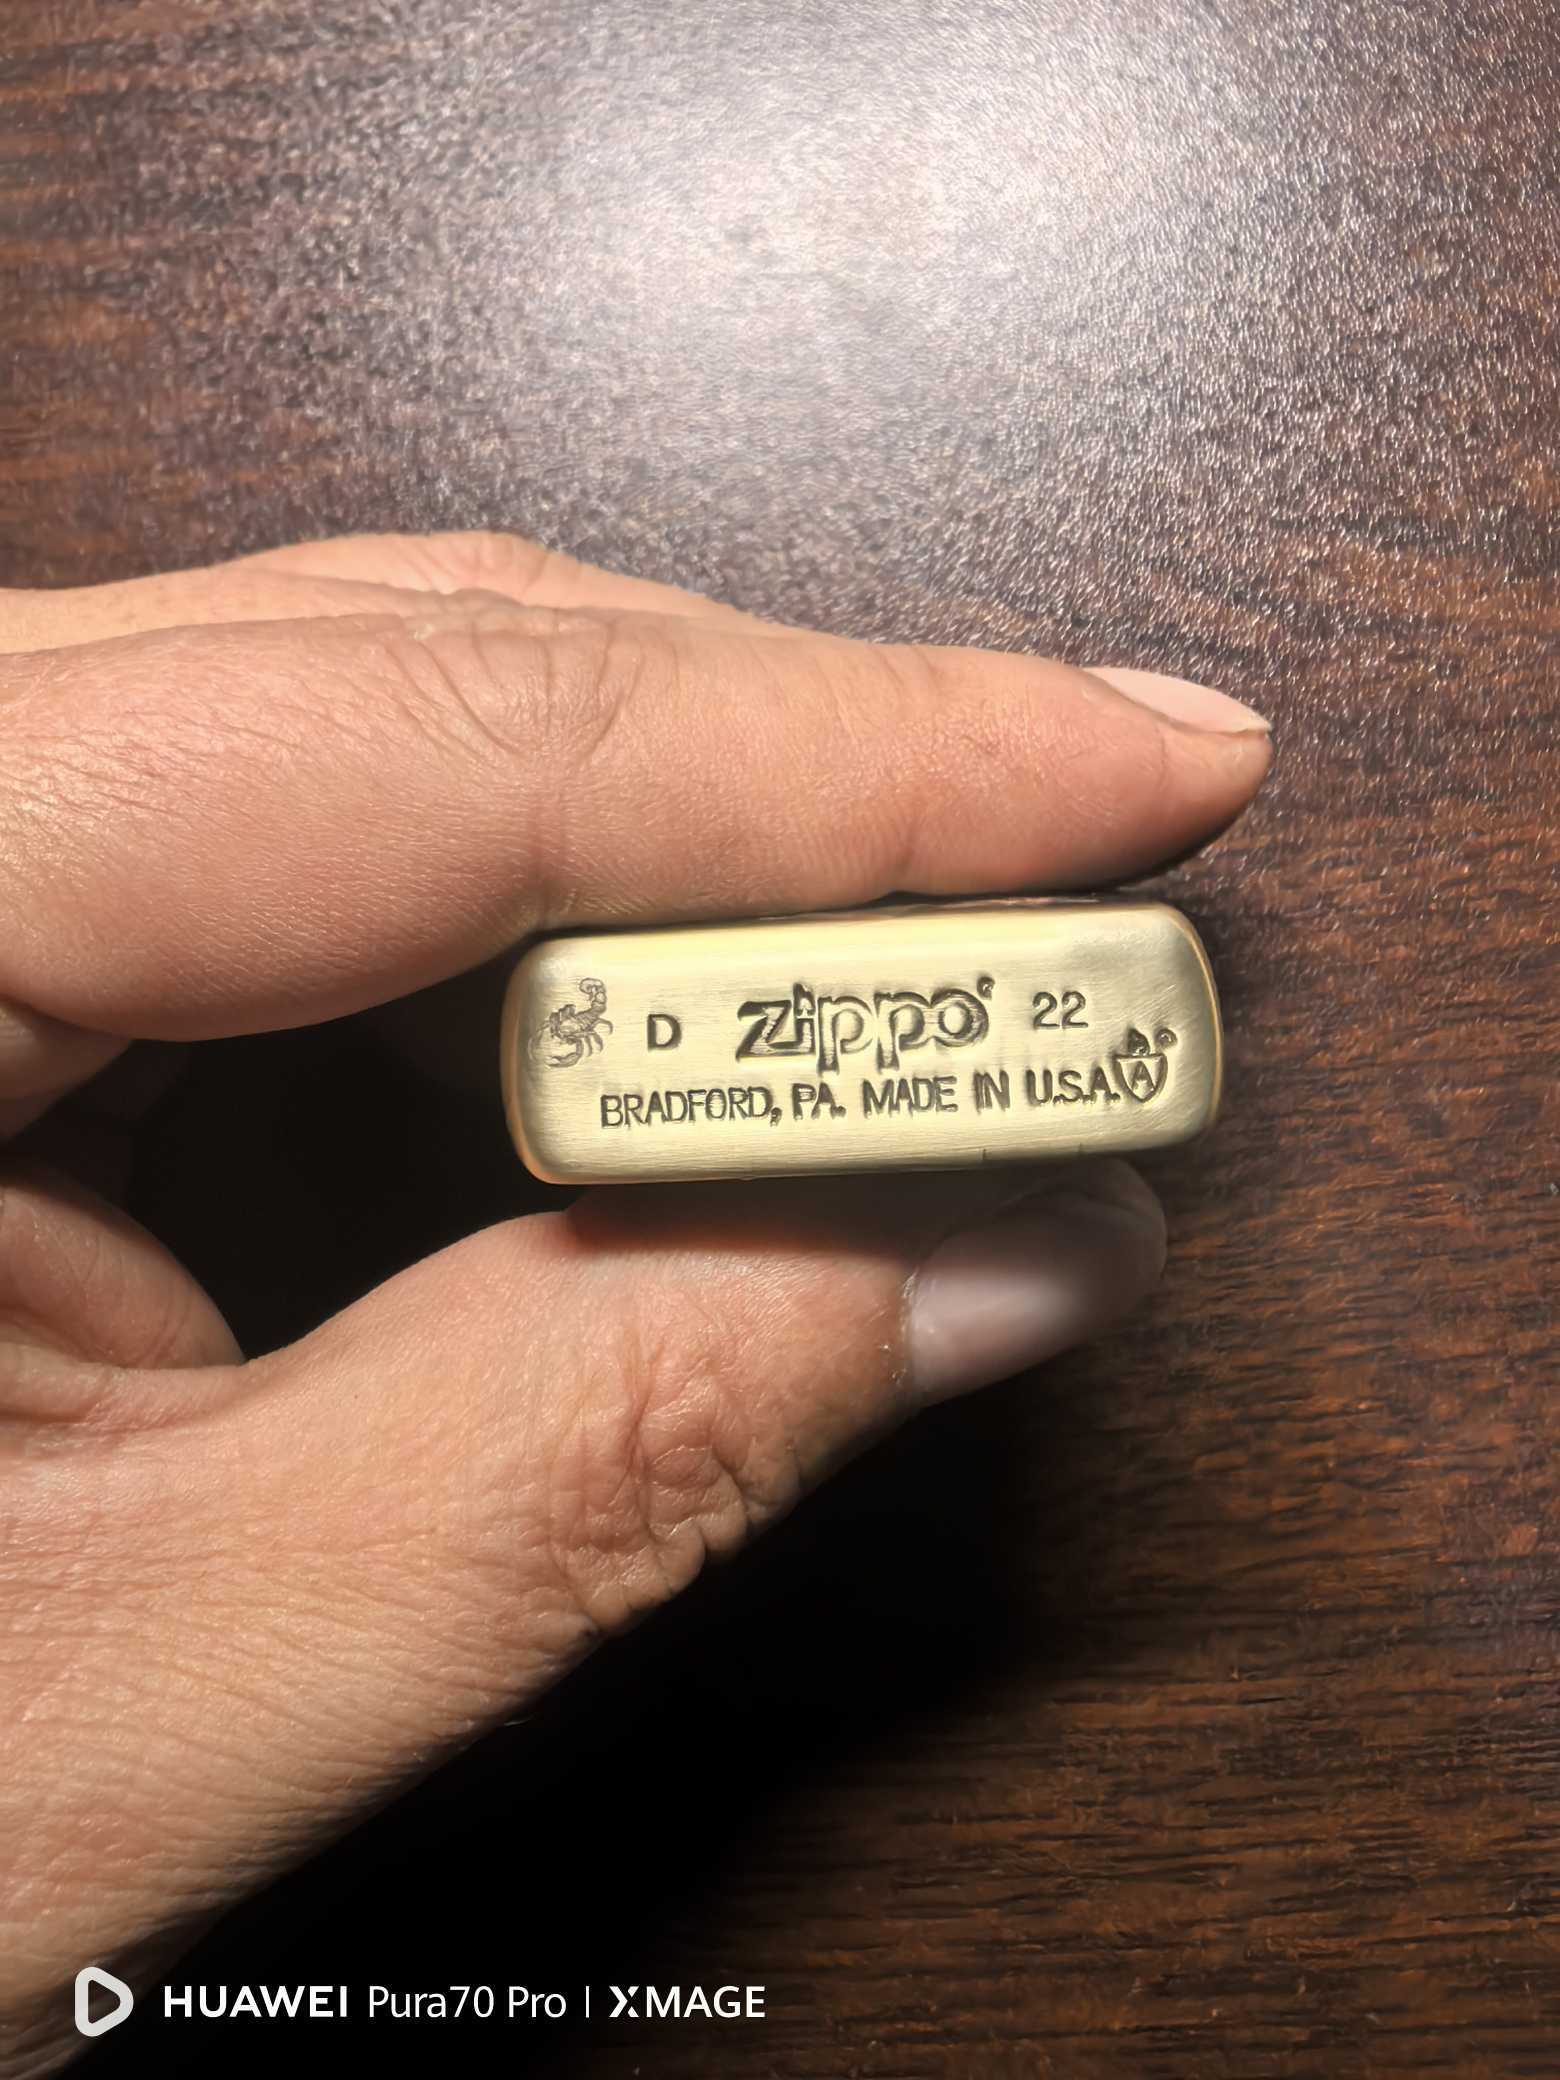 D zippo 22
BRADFORD, PA. MADE IN U.S.A. A
HUAWEI Pura70 Pro | XMAGE